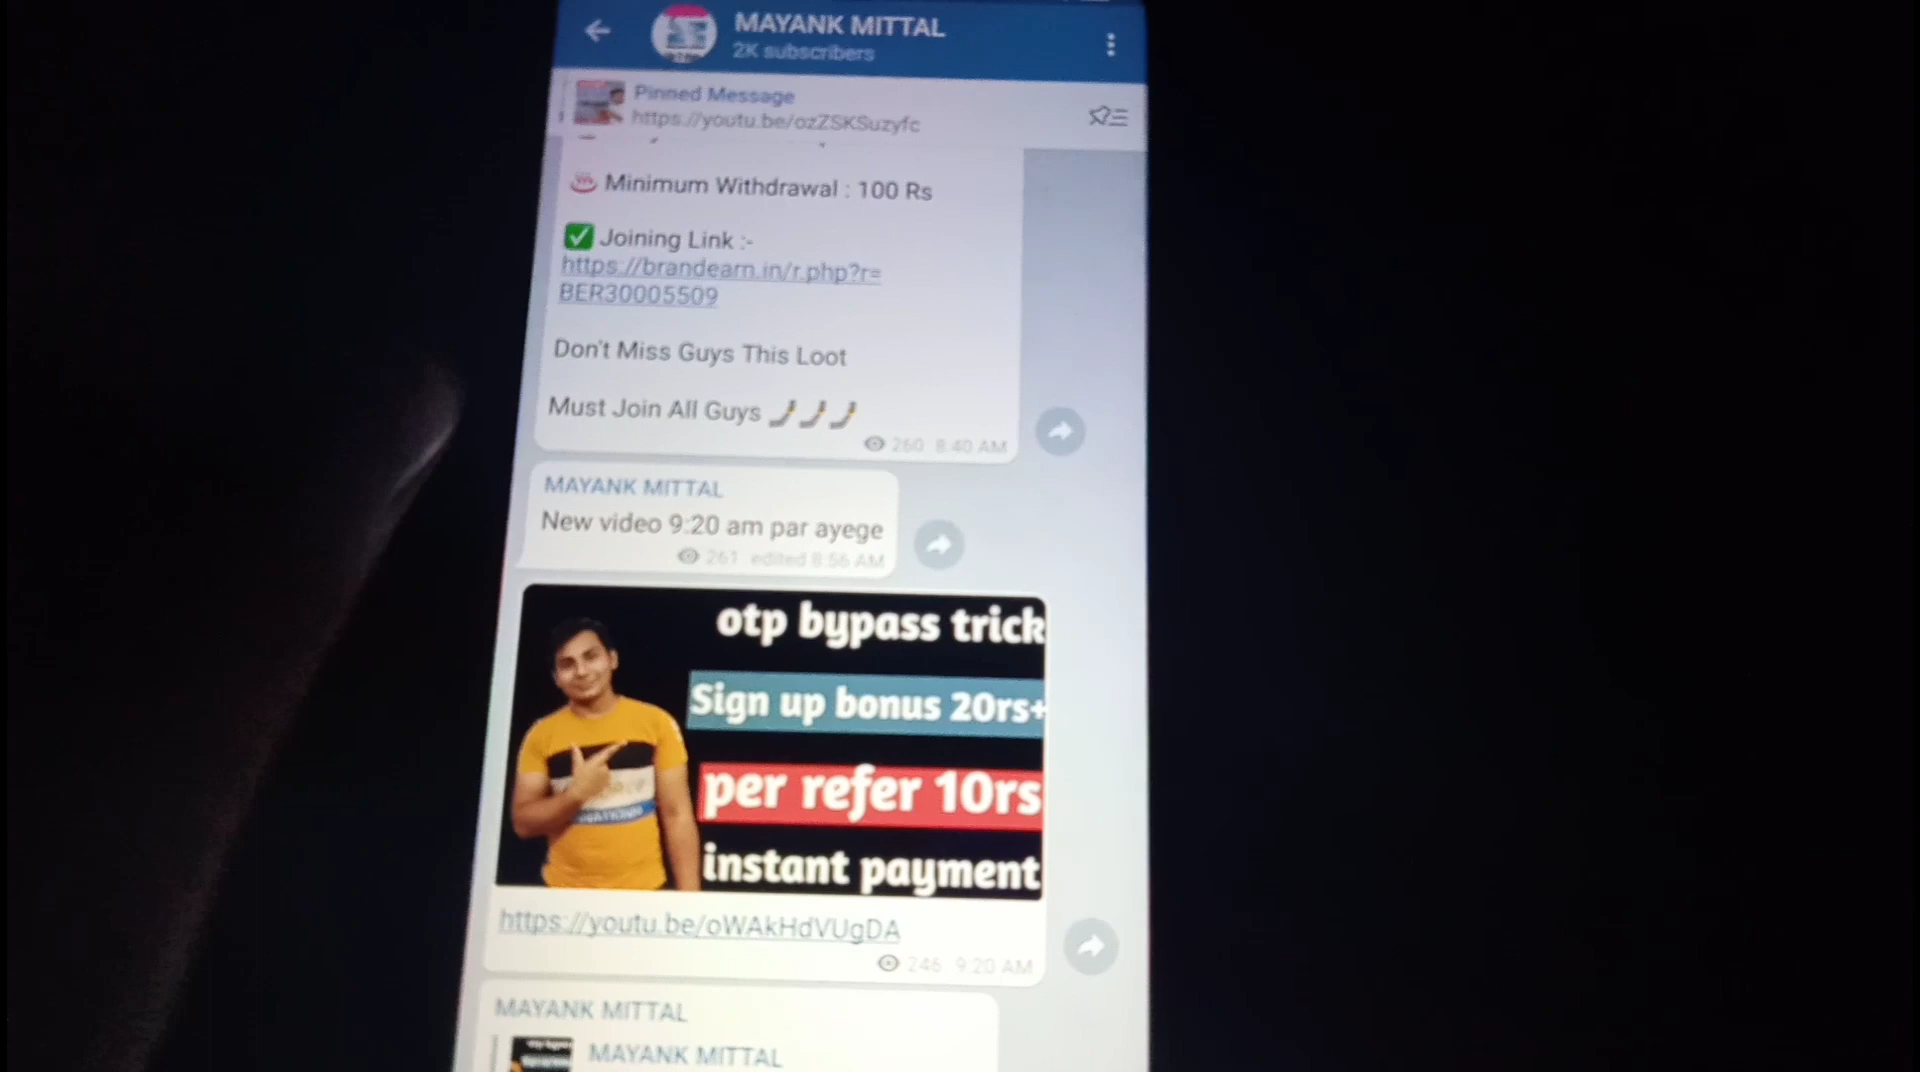 MAYANK MITTAL
2K subscribers
Pinned Message
https://youtu.be/ozZSKSuzyfc
Minimum Withdrawal : 100 Rs
Joining Link :-
https://brandearn.in/r.php?r=
BER30005509
Don't Miss Guys This Loot
Must Join All Guys
260 8:40 AM
MAYANK MITTAL
New video 9:20 am par ayege
261 edited 8:56 AM
otp bypass trick
Sign up bonus 20rs+
per refer 10rs
instant payment
https://youtu.be/oWAkHdVUgDA
246 9:20 AM
MAYANK MITTAL
MAYANK MITTAL